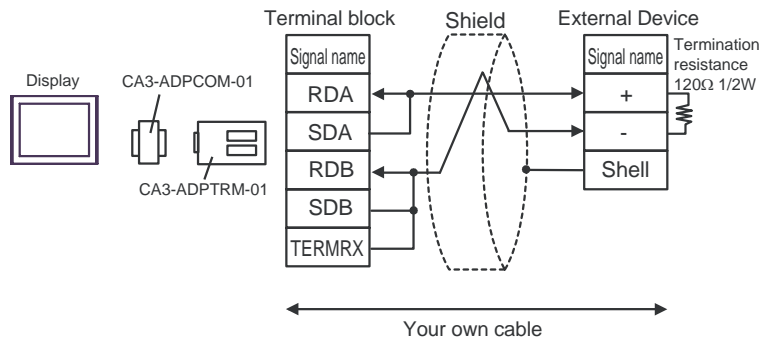 Terminal block
Shield
External Device
Display
CA3-ADPCOM-01
CA3-ADPTRM-01
Signal name
RDA
SDA
RDB
SDB
TERMRX
Signal name
+
-
Shell
Termination
resistance
120Ω 1/2W
Your own cable